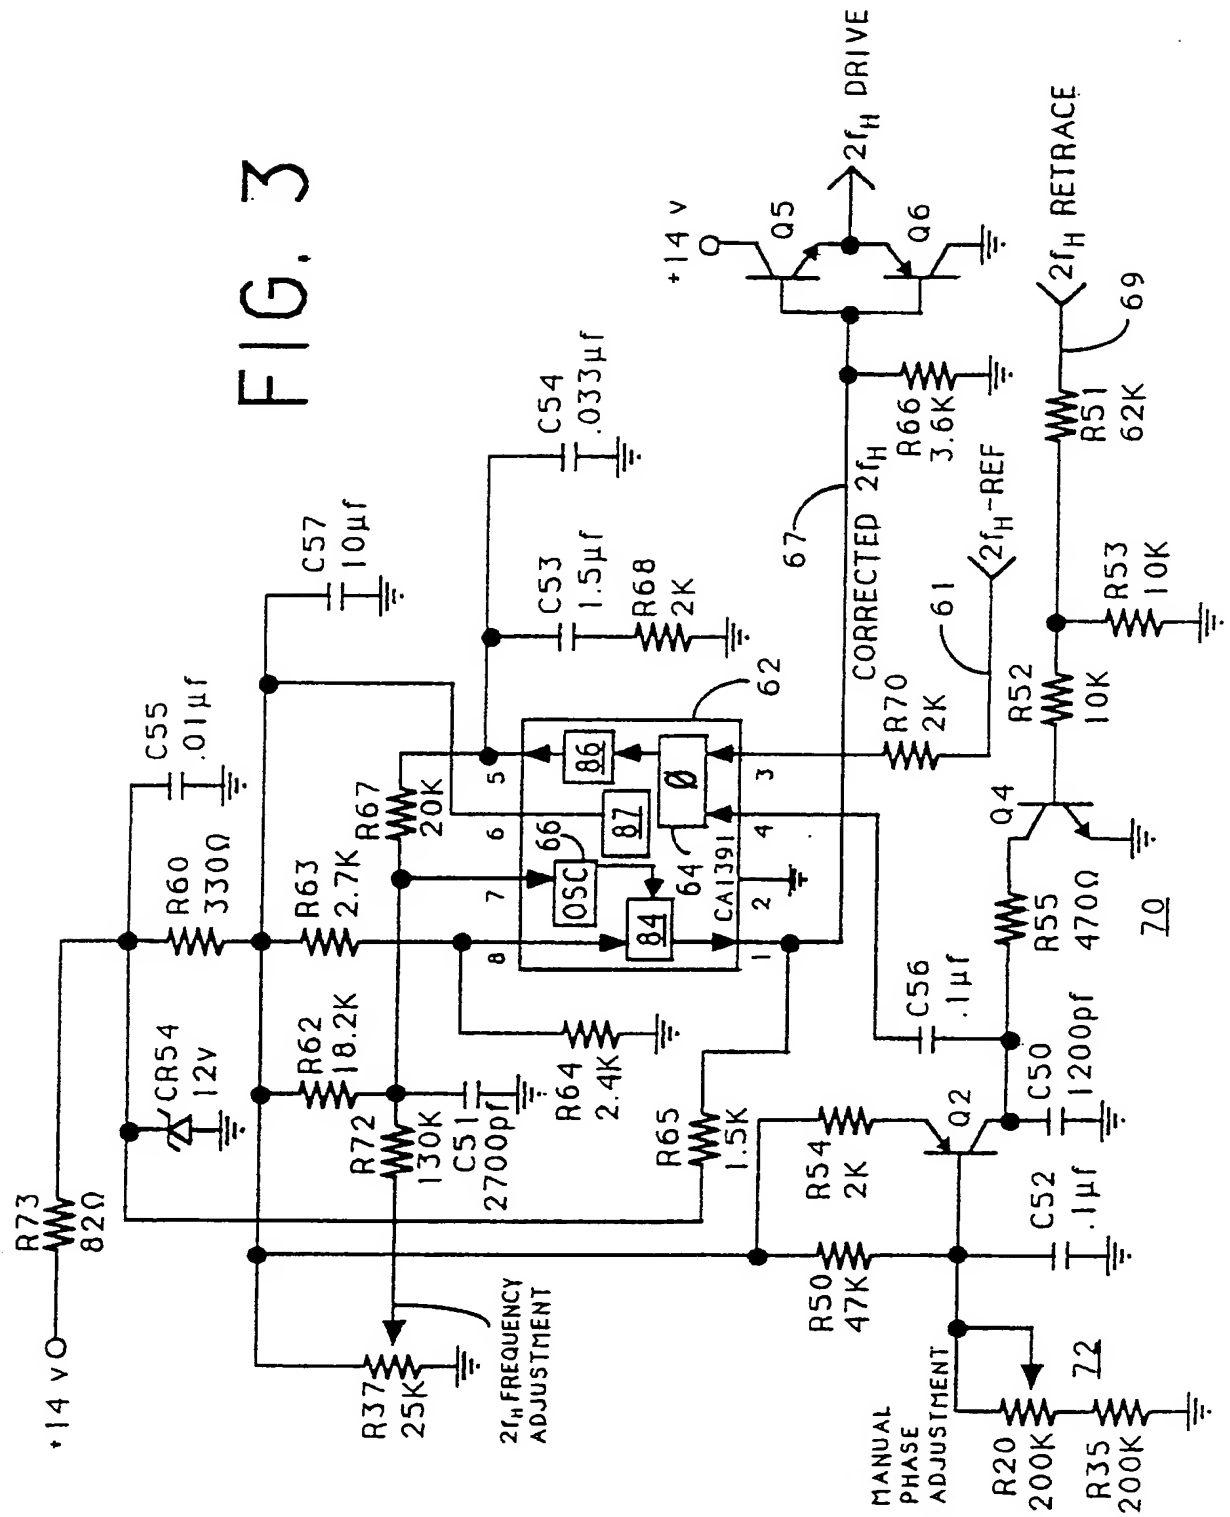 FIG. 3
+14 v
R73
82Ω
CR54
12v
C55
.01µf
R60
330Ω
C57
10µf
R62
18.2K
R63
2.7K
R67
20K
C54
.033µf
C53
1.5µf
R68
2K
R37
25K
2fH FREQUENCY
ADJUSTMENT
R72
130K
C51
2700pf
R64
2.4K
R65
1.5K
8
7
6
5
OSC
66
84
87
86
Ø
64
CA1391
62
1
2
4
3
+14 v
Q5
Q6
2fH DRIVE
67
CORRECTED 2fH
R66
3.6K
R70
2K
61
2fH-REF
MANUAL
PHASE
ADJUSTMENT
R20
200K
R35
200K
72
R50
47K
R54
2K
Q2
C52
.1µf
C50
1200pf
C56
.1µf
R55
470Ω
70
Q4
R52
10K
R53
10K
R51
62K
69
2fH RETRACE